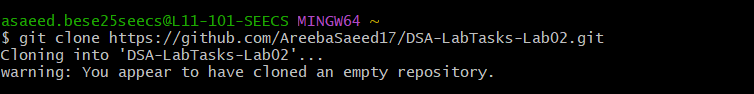 asaeed.bese25seecs@L11-101-SEECS MINGW64 ~
$ git clone https://github.com/AreebaSaeed17/DSA-LabTasks-Lab02.git
Cloning into 'DSA-LabTasks-Lab02'...
warning: You appear to have cloned an empty repository.